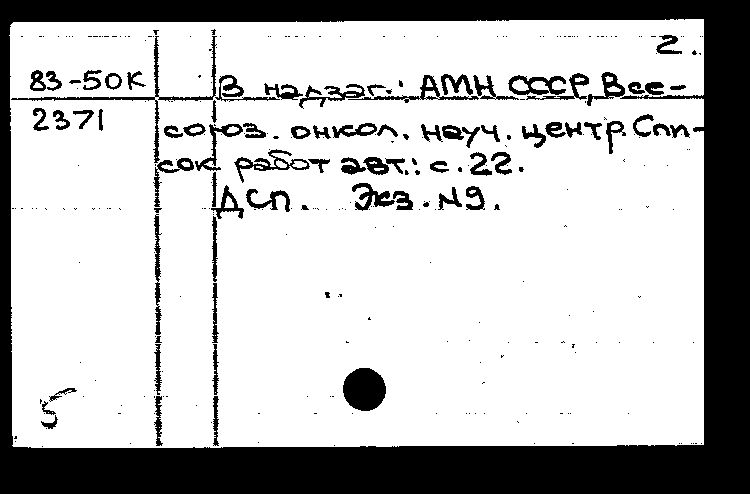 2.
83-50К В надзаг.: АМН СССР, Все-
2371 союз. онкол. науч. центр. Спи-
сок работ авт.: с. 22.
ДСП. Экз. №9.
5